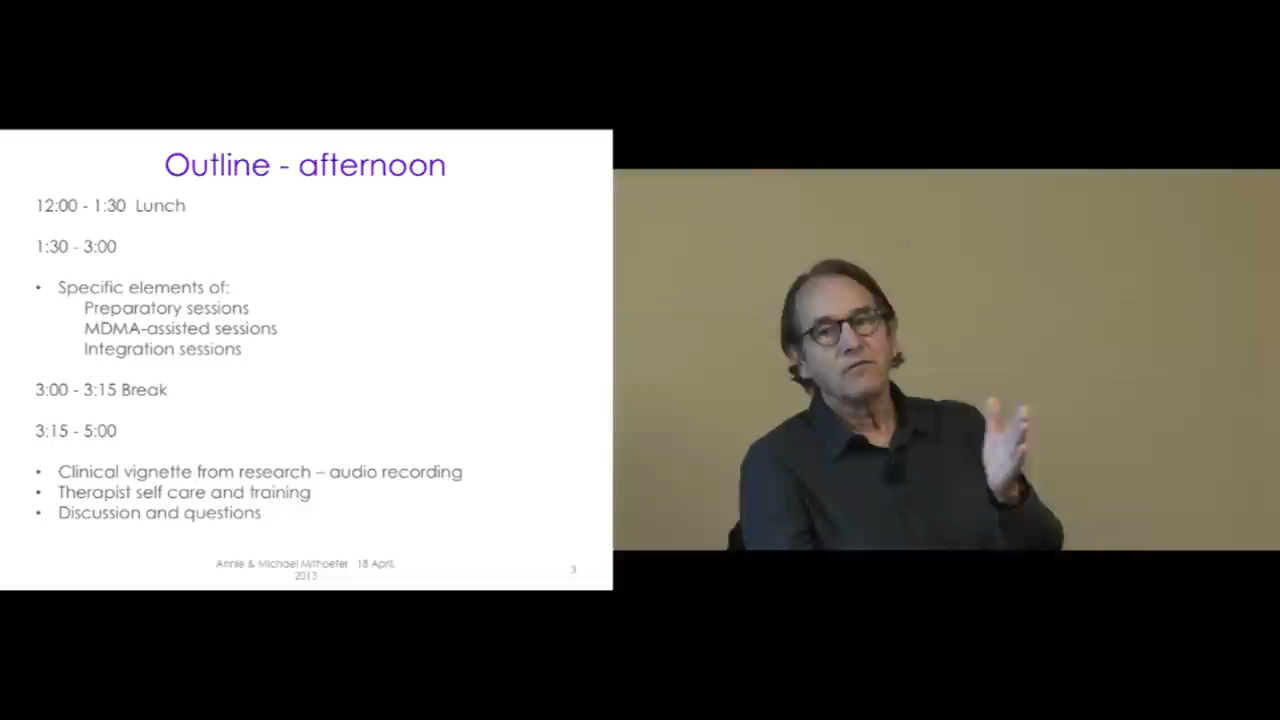 Outline - afternoon
12:00 - 1:30 Lunch
1:30 - 3:00
• Specific elements of:
Preparatory sessions
MDMA-assisted sessions
Integration sessions
3:00 - 3:15 Break
3:15 - 5:00
• Clinical vignette from research – audio recording
• Therapist self care and training
• Discussion and questions
Annie & Michael Mithoefer 18 April,
2013
3